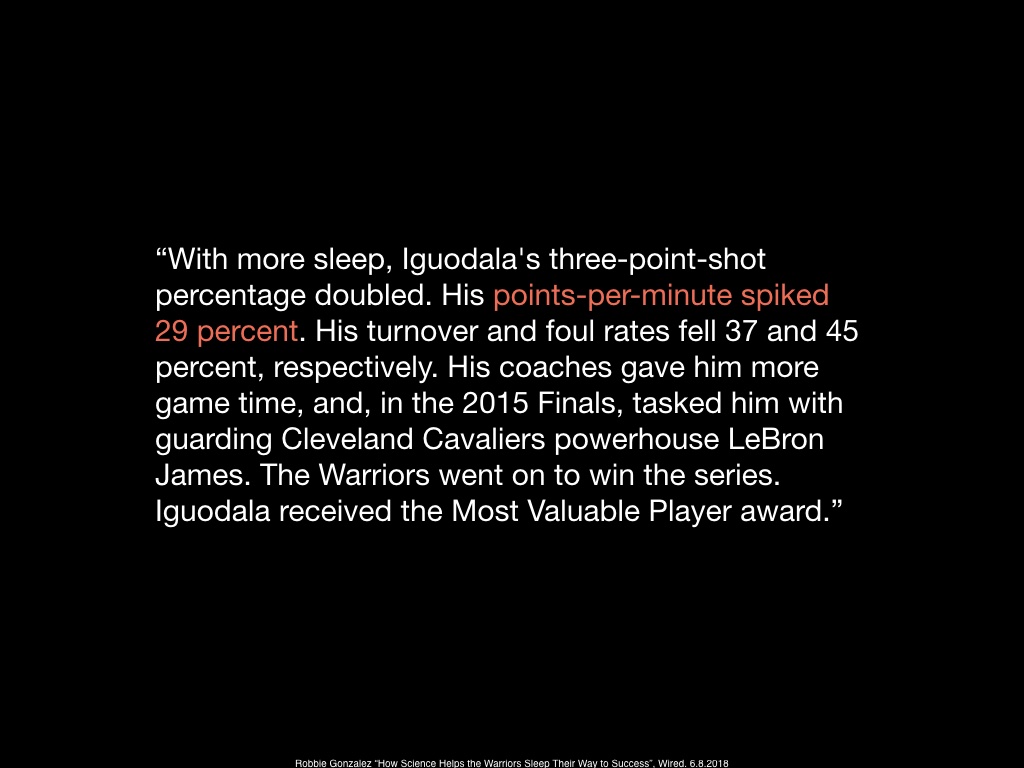 “With more sleep, Iguodala's three-point-shot
percentage doubled. His points-per-minute spiked
29 percent. His turnover and foul rates fell 37 and 45
percent, respectively. His coaches gave him more
game time, and, in the 2015 Finals, tasked him with
guarding Cleveland Cavaliers powerhouse LeBron
James. The Warriors went on to win the series.
Iguodala received the Most Valuable Player award.”
Robbie Gonzalez “How Science Helps the Warriors Sleep Their Way to Success”, Wired. 6.8.2018